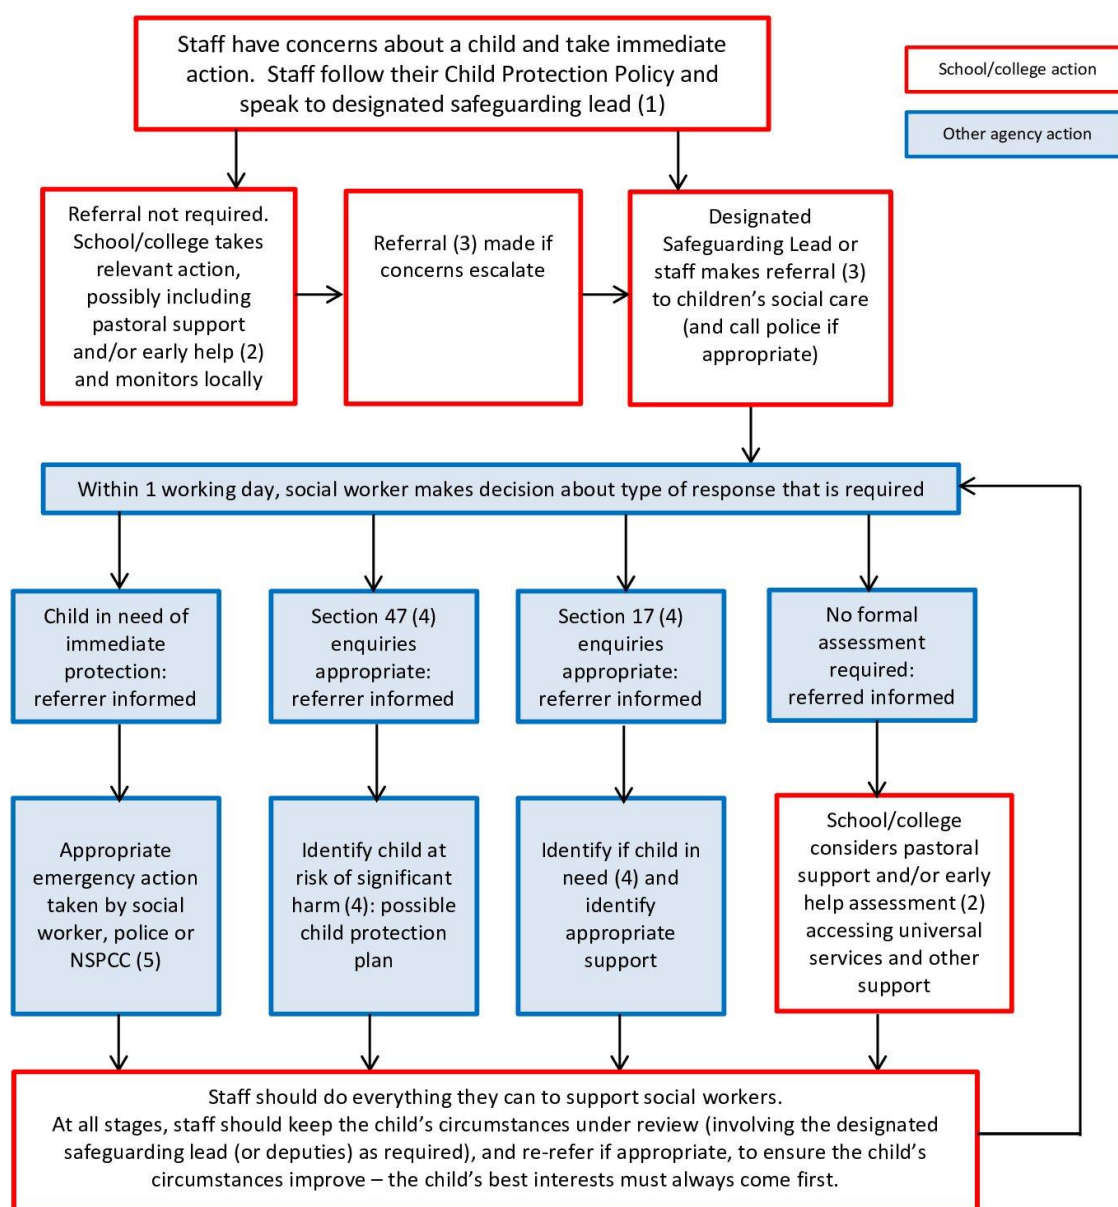 Staff have concerns about a child and take immediate
action.  Staff follow their Child Protection Policy and
speak to designated safeguarding lead (1)
School/college action
Other agency action
Referral not required.
School/college takes
relevant action,
possibly including
pastoral support
and/or early help (2)
and monitors locally
Referral (3) made if
concerns escalate
Designated
Safeguarding Lead or
staff makes referral (3)
to children’s social care
(and call police if
appropriate)
Within 1 working day, social worker makes decision about type of response that is required
Child in need of
immediate
protection:
referrer informed
Section 47 (4)
enquiries
appropriate:
referrer informed
Section 17 (4)
enquiries
appropriate:
referrer informed
No formal
assessment
required:
referred informed
Appropriate
emergency action
taken by social
worker, police or
NSPCC (5)
Identify child at
risk of significant
harm (4): possible
child protection
plan
Identify if child in
need (4) and
identify
appropriate
support
School/college
considers pastoral
support and/or early
help assessment (2)
accessing universal
services and other
support
Staff should do everything they can to support social workers.
At all stages, staff should keep the child’s circumstances under review (involving the designated
safeguarding lead (or deputies) as required), and re-refer if appropriate, to ensure the child’s
circumstances improve – the child’s best interests must always come first.